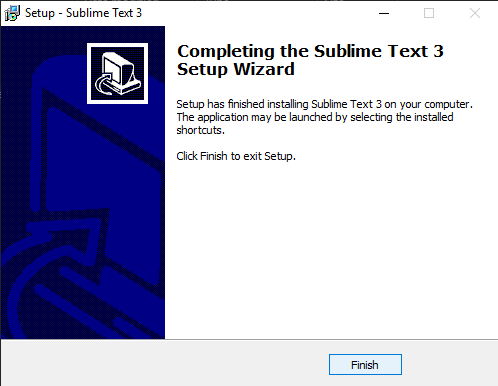 Setup - Sublime Text 3
Completing the Sublime Text 3
Setup Wizard
Setup has finished installing Sublime Text 3 on your computer.
The application may be launched by selecting the installed
shortcuts.
Click Finish to exit Setup.
Finish